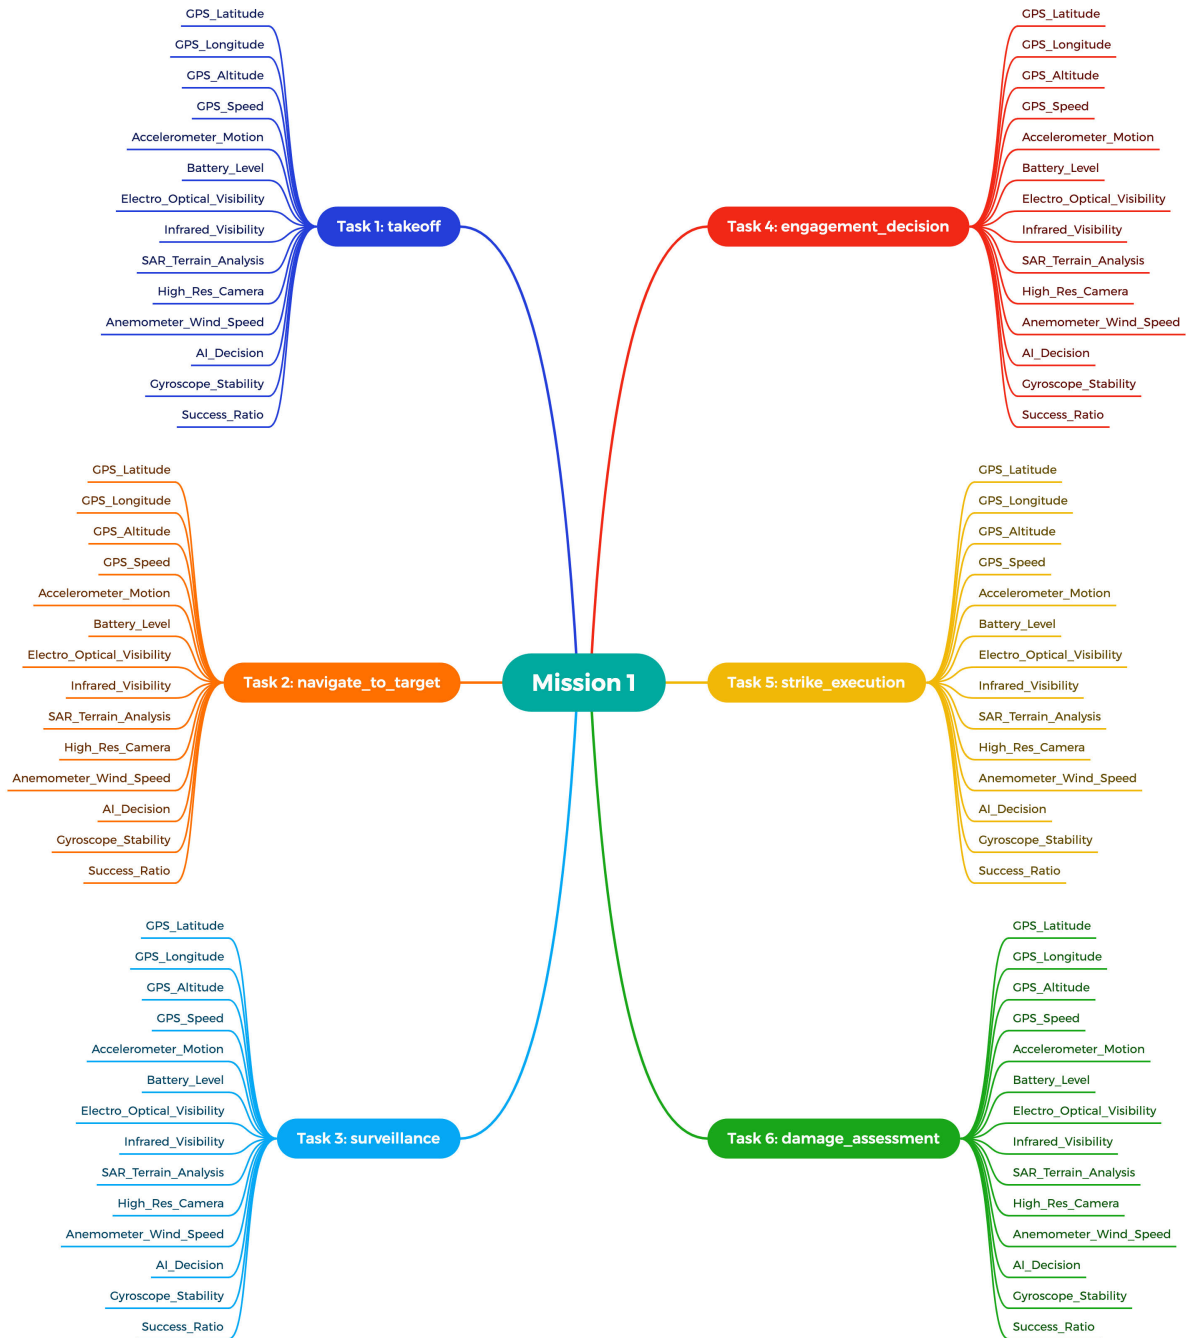 GPS_Latitude
GPS_Longitude
GPS_Altitude
GPS_Speed
Accelerometer_Motion
Battery_Level
Electro_Optical_Visibility
Infrared_Visibility
SAR_Terrain_Analysis
High_Res_Camera
Anemometer_Wind_Speed
AI_Decision
Gyroscope_Stability
Success_Ratio
Task 1: takeoff
GPS_Latitude
GPS_Longitude
GPS_Altitude
GPS_Speed
Accelerometer_Motion
Battery_Level
Electro_Optical_Visibility
Infrared_Visibility
SAR_Terrain_Analysis
High_Res_Camera
Anemometer_Wind_Speed
AI_Decision
Gyroscope_Stability
Success_Ratio
Task 2: navigate_to_target
GPS_Latitude
GPS_Longitude
GPS_Altitude
GPS_Speed
Accelerometer_Motion
Battery_Level
Electro_Optical_Visibility
Infrared_Visibility
SAR_Terrain_Analysis
High_Res_Camera
Anemometer_Wind_Speed
AI_Decision
Gyroscope_Stability
Success_Ratio
Task 3: surveillance
Mission 1
Task 4: engagement_decision
GPS_Latitude
GPS_Longitude
GPS_Altitude
GPS_Speed
Accelerometer_Motion
Battery_Level
Electro_Optical_Visibility
Infrared_Visibility
SAR_Terrain_Analysis
High_Res_Camera
Anemometer_Wind_Speed
AI_Decision
Gyroscope_Stability
Success_Ratio
Task 5: strike_execution
GPS_Latitude
GPS_Longitude
GPS_Altitude
GPS_Speed
Accelerometer_Motion
Battery_Level
Electro_Optical_Visibility
Infrared_Visibility
SAR_Terrain_Analysis
High_Res_Camera
Anemometer_Wind_Speed
AI_Decision
Gyroscope_Stability
Success_Ratio
Task 6: damage_assessment
GPS_Latitude
GPS_Longitude
GPS_Altitude
GPS_Speed
Accelerometer_Motion
Battery_Level
Electro_Optical_Visibility
Infrared_Visibility
SAR_Terrain_Analysis
High_Res_Camera
Anemometer_Wind_Speed
AI_Decision
Gyroscope_Stability
Success_Ratio